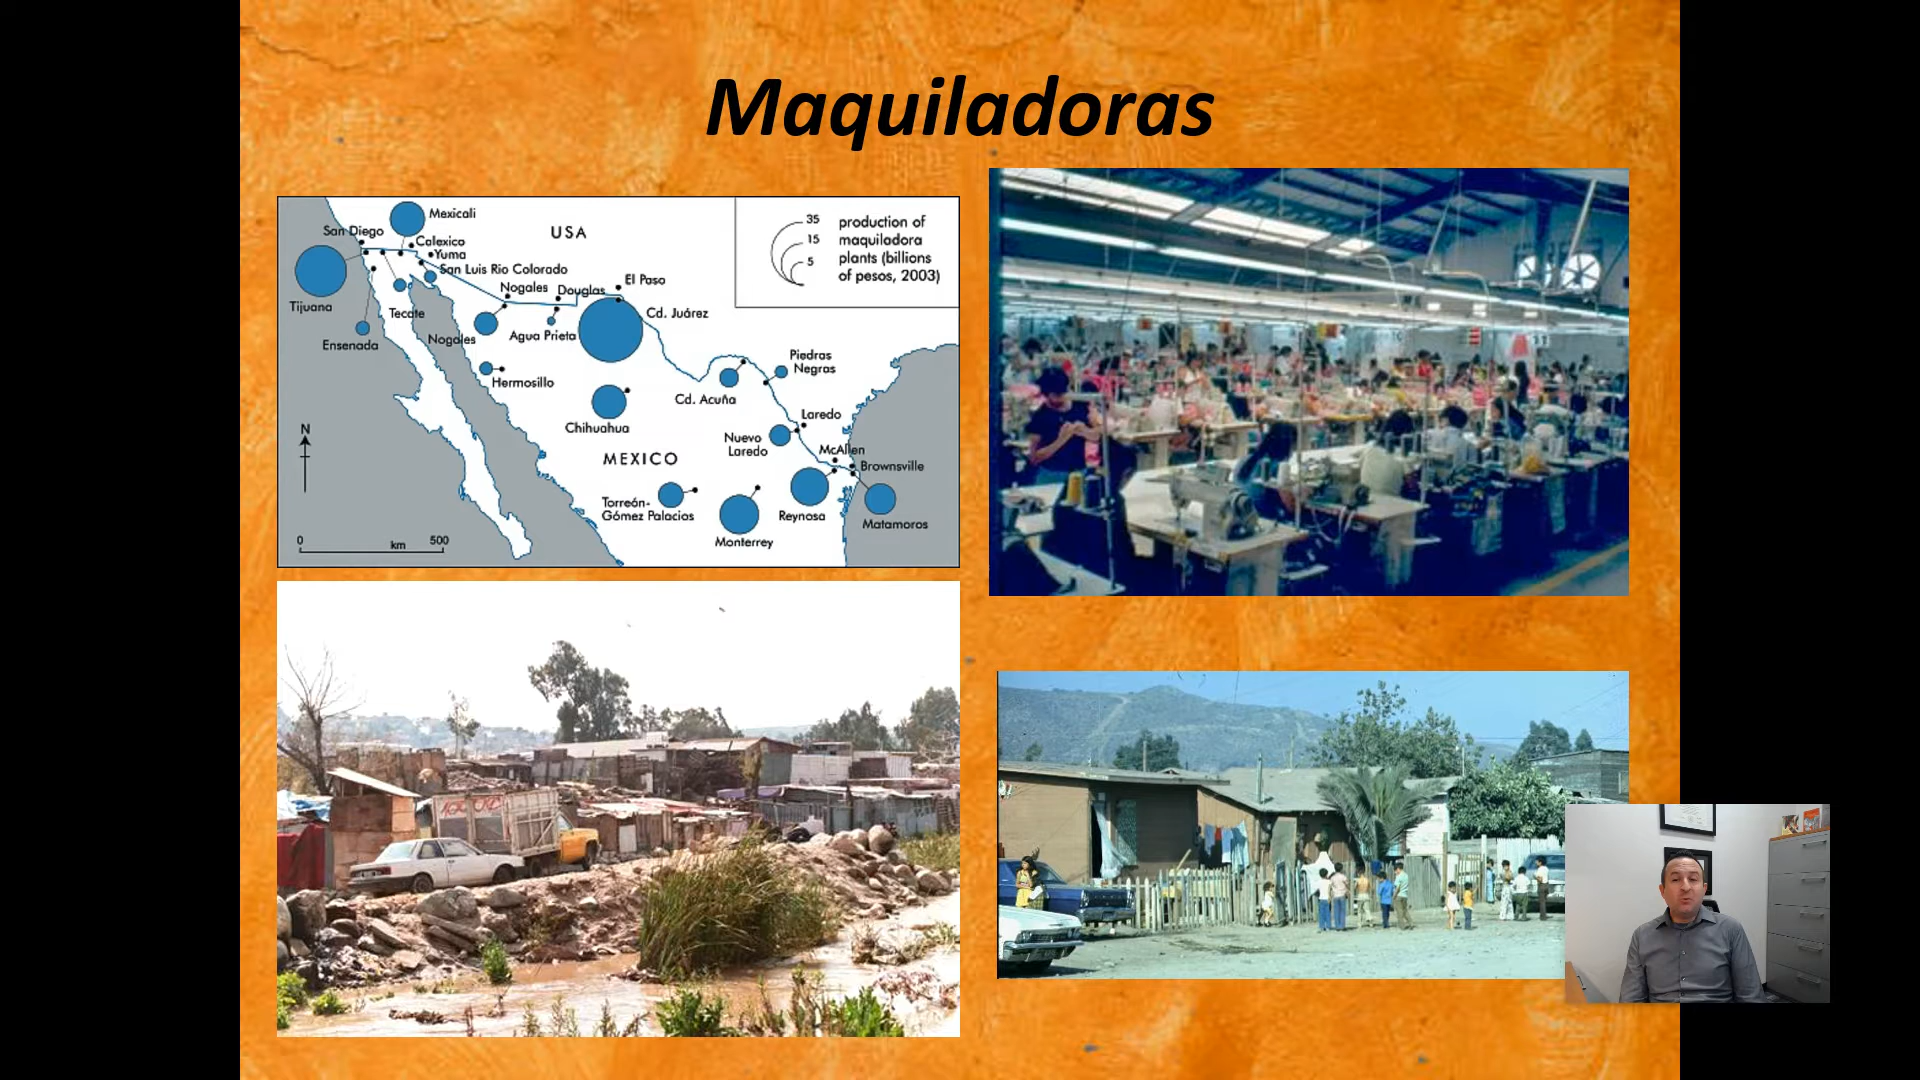 Maquiladoras
Mexicali
San Diego
USA
Calexico
Yuma
San Luis Rio Colorado
Tijuana
Tecate
Ensenada
Nogales
Nogales
Douglas
El Paso
Agua Prieta
Cd. Juárez
Hermosillo
Chihuahua
Cd. Acuña
Piedras
Negras
Laredo
Nuevo
Laredo
McAllen
Brownsville
MEXICO
Torreón-
Gómez Palacios
Monterrey
Reynosa
Matamoros
N
0 km 500
35
15
5
production of
maquiladora
plants (billions
of pesos, 2003)